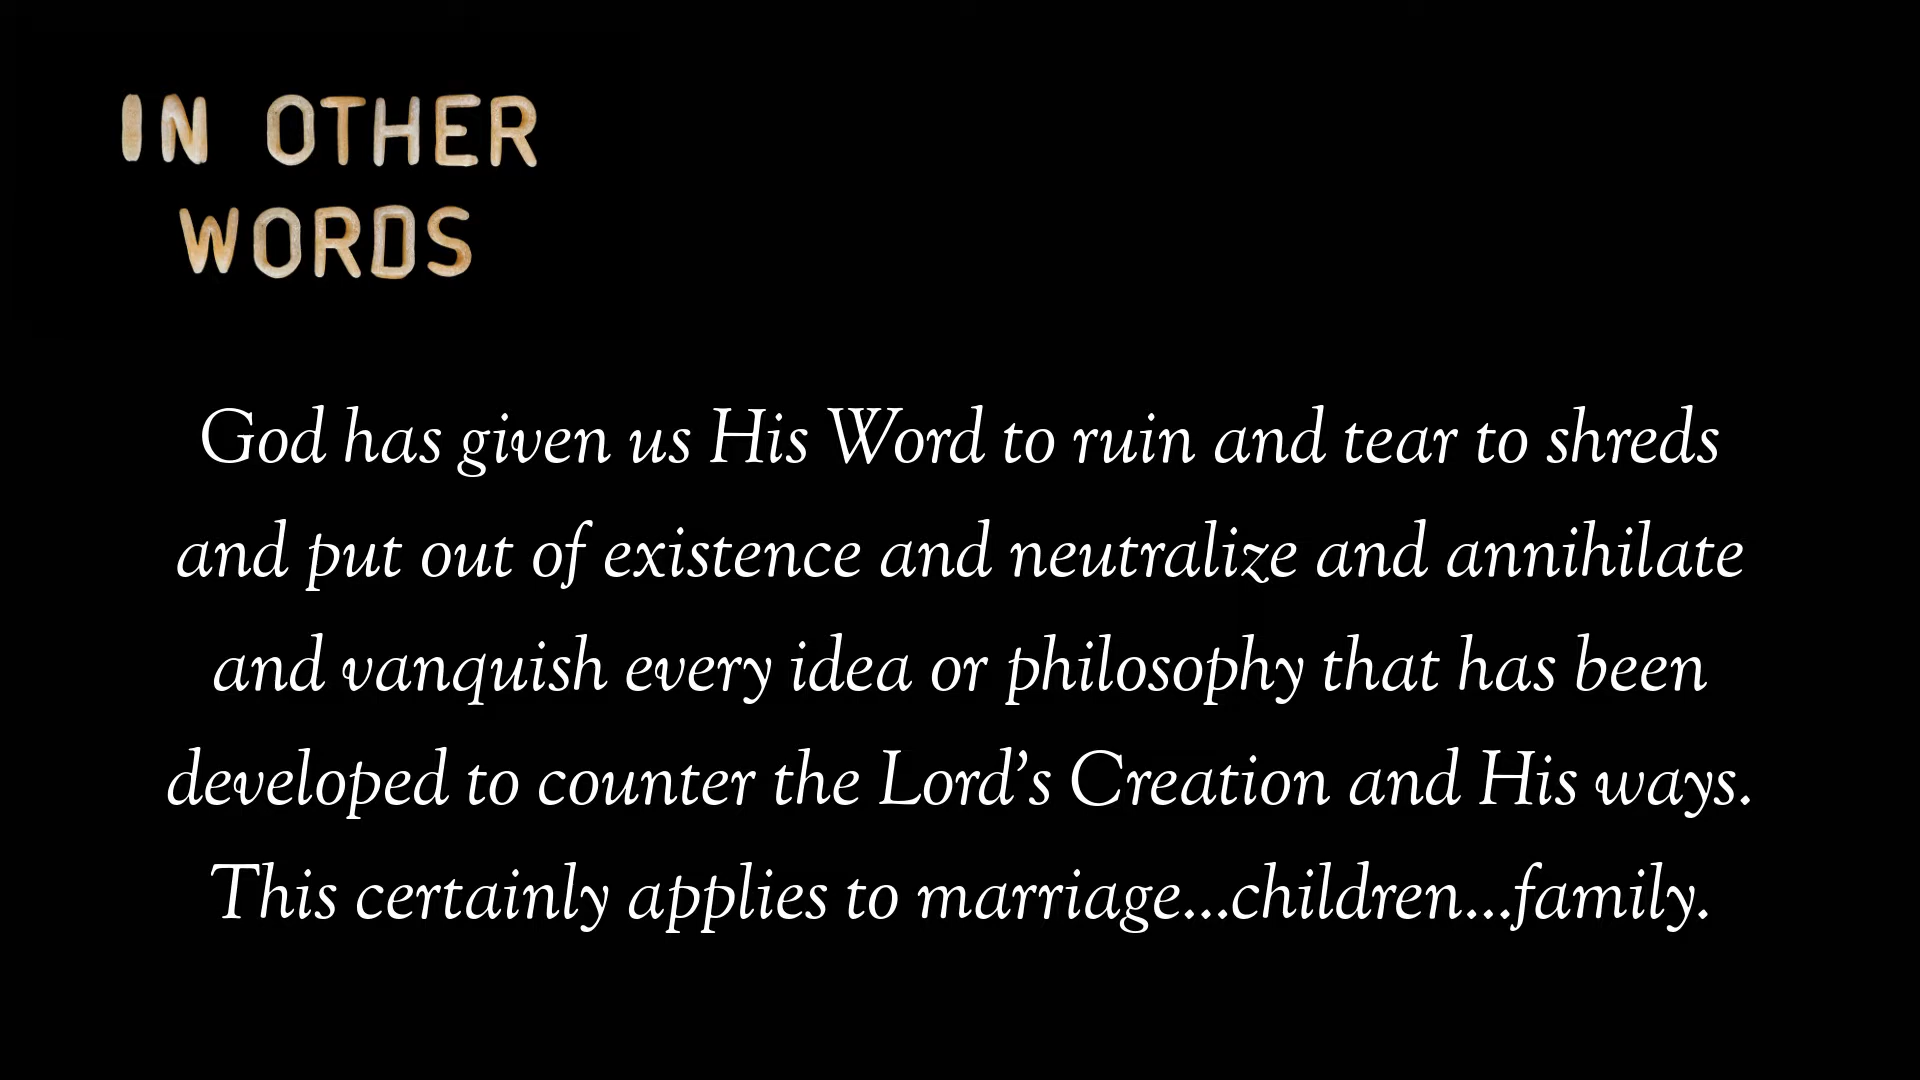 IN OTHER
WORDS
God has given us His Word to ruin and tear to shreds
and put out of existence and neutralize and annihilate
and vanquish every idea or philosophy that has been
developed to counter the Lord’s Creation and His ways.
This certainly applies to marriage...children...family.